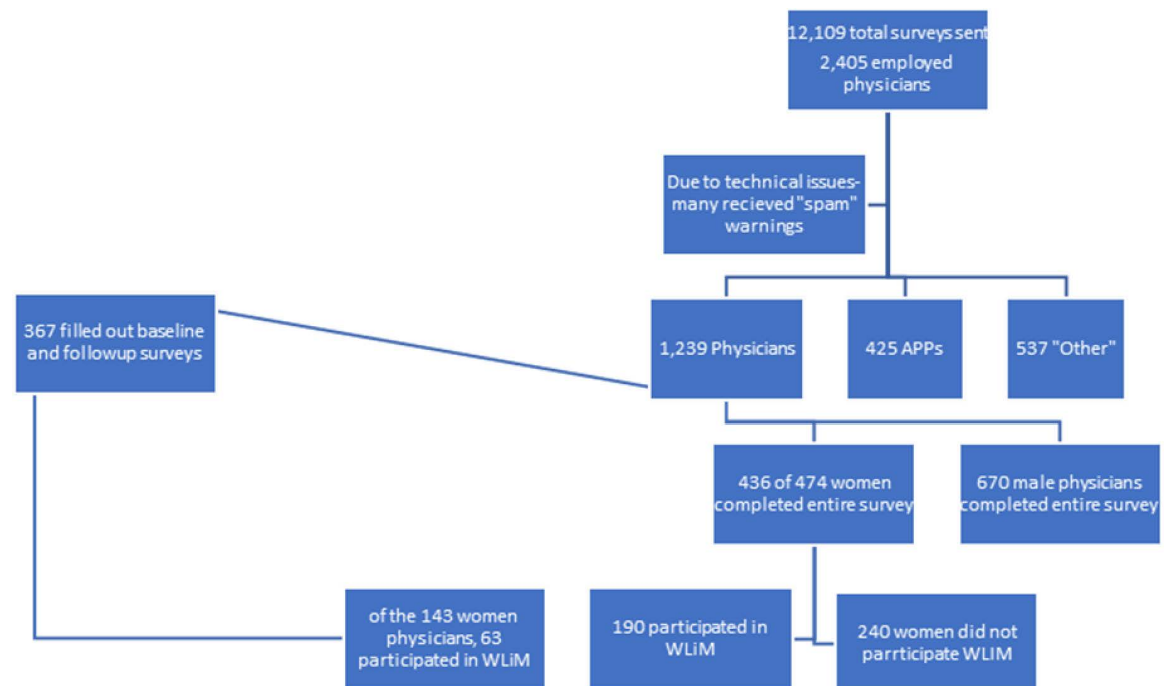 12,109 total surveys sent
2,405 employed
physicians
Due to technical issues-
many recieved "spam"
warnings
367 filled out baseline
and followup surveys
1,239 Physicians
425 APPs
537 "Other"
436 of 474 women
completed entire survey
670 male physicians
completed entire survey
of the 143 women
physicians, 63
participated in WLiM
190 participated in
WLiM
240 women did not
parrticipate WLIM